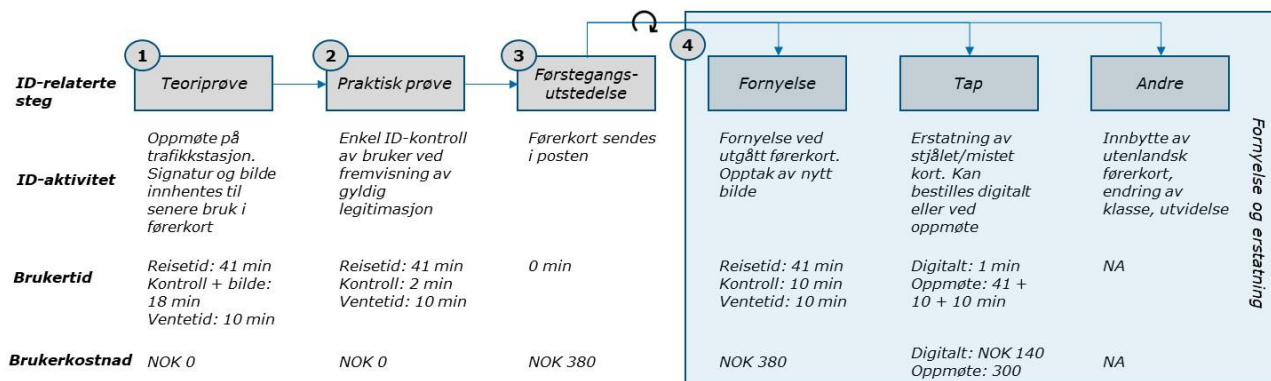 1
2
3
4
ID-relaterte
steg
Teoriprøve
Praktisk prøve
Førstegangs-
utstedelse
Fornyelse
Tap
Andre
ID-aktivitet
Oppmøte på
trafikkstasjon.
Signatur og bilde
innhentes til
senere bruk i
førerkort
Enkel ID-kontroll
av bruker ved
fremvisning av
gyldig
legitimasjon
Førerkort sendes
i posten
Fornyelse ved
utgått førerkort.
Opptak av nytt
bilde
Erstatning av
stjålet/mistet
kort. Kan
bestilles digitalt
eller ved
oppmøte
Innbytte av
utenlandsk
førerkort,
endring av
klasse, utvidelse
Brukertid
Reisetid: 41 min
Kontroll + bilde:
18 min
Ventetid: 10 min
Reisetid: 41 min
Kontroll: 2 min
Ventetid: 10 min
0 min
Reisetid: 41 min
Kontroll: 10 min
Ventetid: 10 min
Digitalt: 1 min
Oppmøte: 41 +
10 + 10 min
NA
Brukerkostnad
NOK 0
NOK 0
NOK 380
NOK 380
Digitalt: NOK 140
Oppmøte: 300
NA
Fornyelse og erstatning